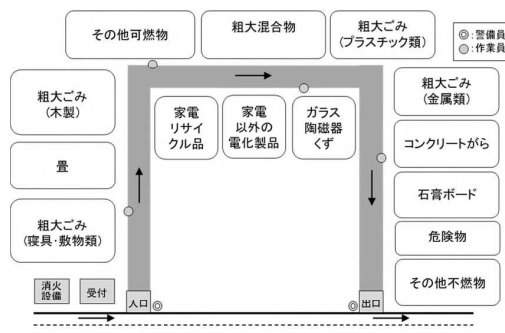 その他可燃物
粗大混合物
粗大ごみ
(プラスチック類)
◎:警備員
○:作業員
粗大ごみ
(木製)
畳
粗大ごみ
(寝具・敷物類)
家電
リサイ
クル品
家電
以外の
電化製品
ガラス
陶磁器
くず
粗大ごみ
(金属類)
コンクリートがら
石膏ボード
危険物
その他不燃物
消火
設備
受付
入口
出口